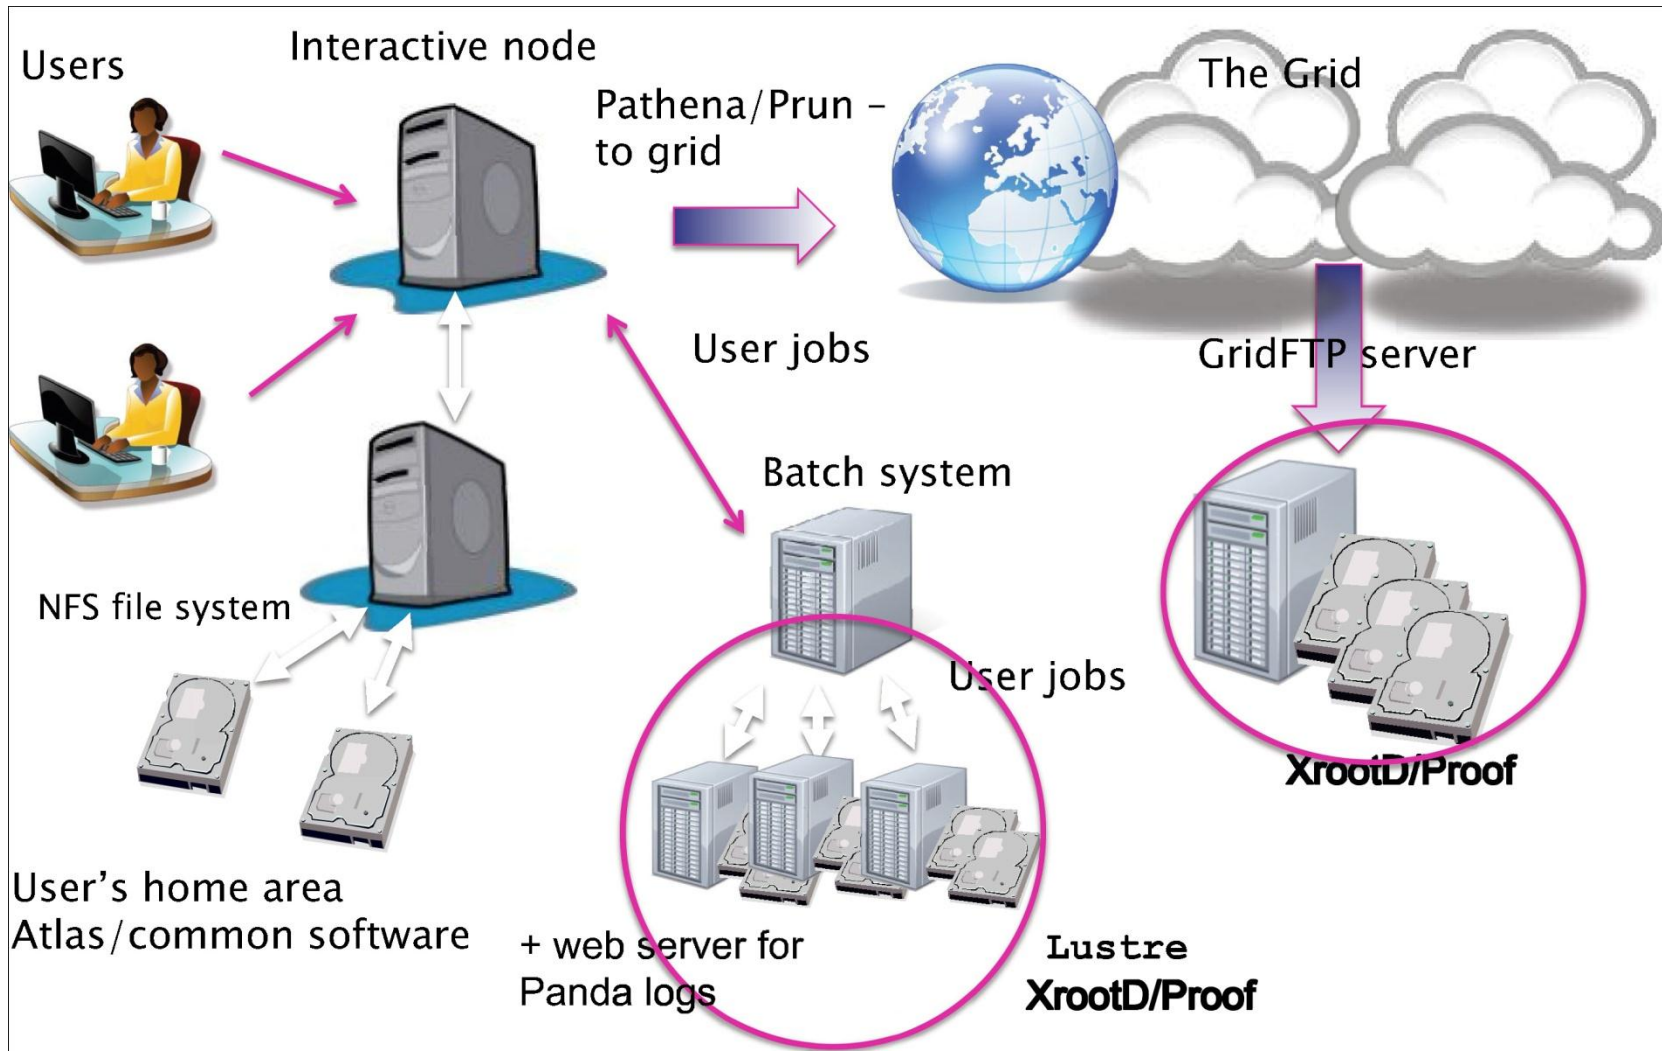 Users
Interactive node
Pathena/Prun –
to grid
The Grid
User jobs
GridFTP server
Batch system
NFS file system
User jobs
XrootD/Proof
User’s home area
Atlas/common software
+ web server for
Panda logs
Lustre
XrootD/Proof